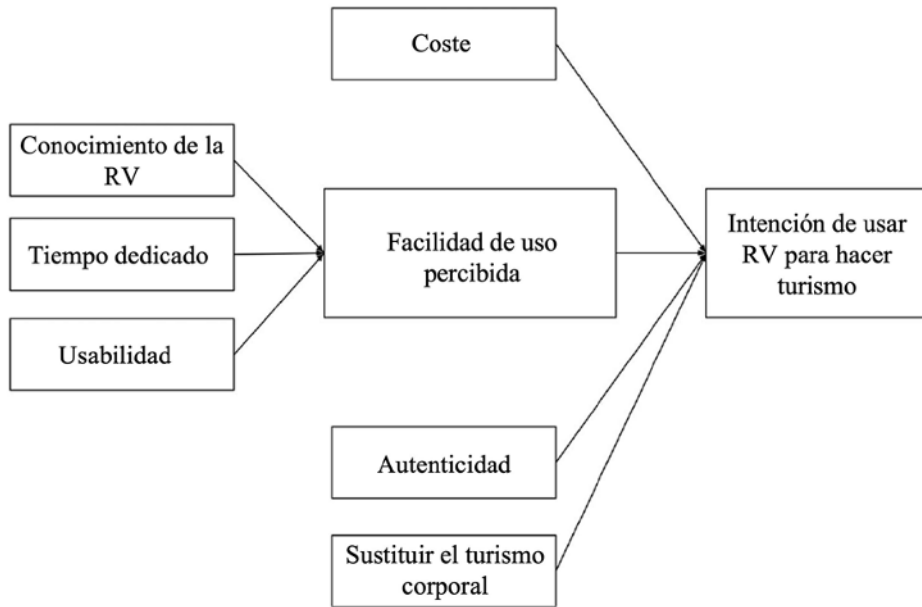 Coste
Conocimiento de la
RV
Tiempo dedicado
Usabilidad
Facilidad de uso
percibida
Intención de usar
RV para hacer
turismo
Autenticidad
Sustituir el turismo
corporal